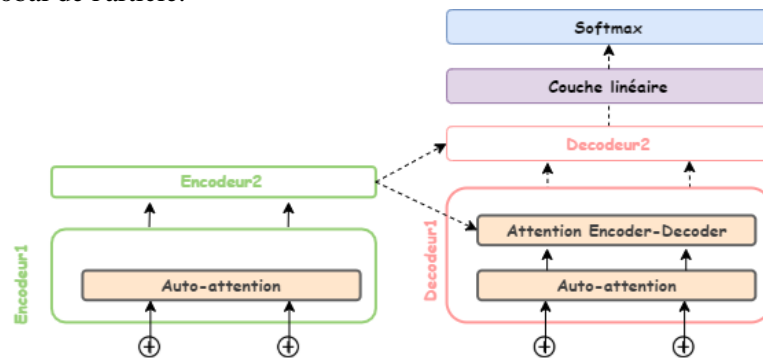 Softmax
Couche linéaire
Decodeur2
Encodeur2
Encodeur1
Auto-attention
Decodeur1
Attention Encoder-Decoder
Auto-attention